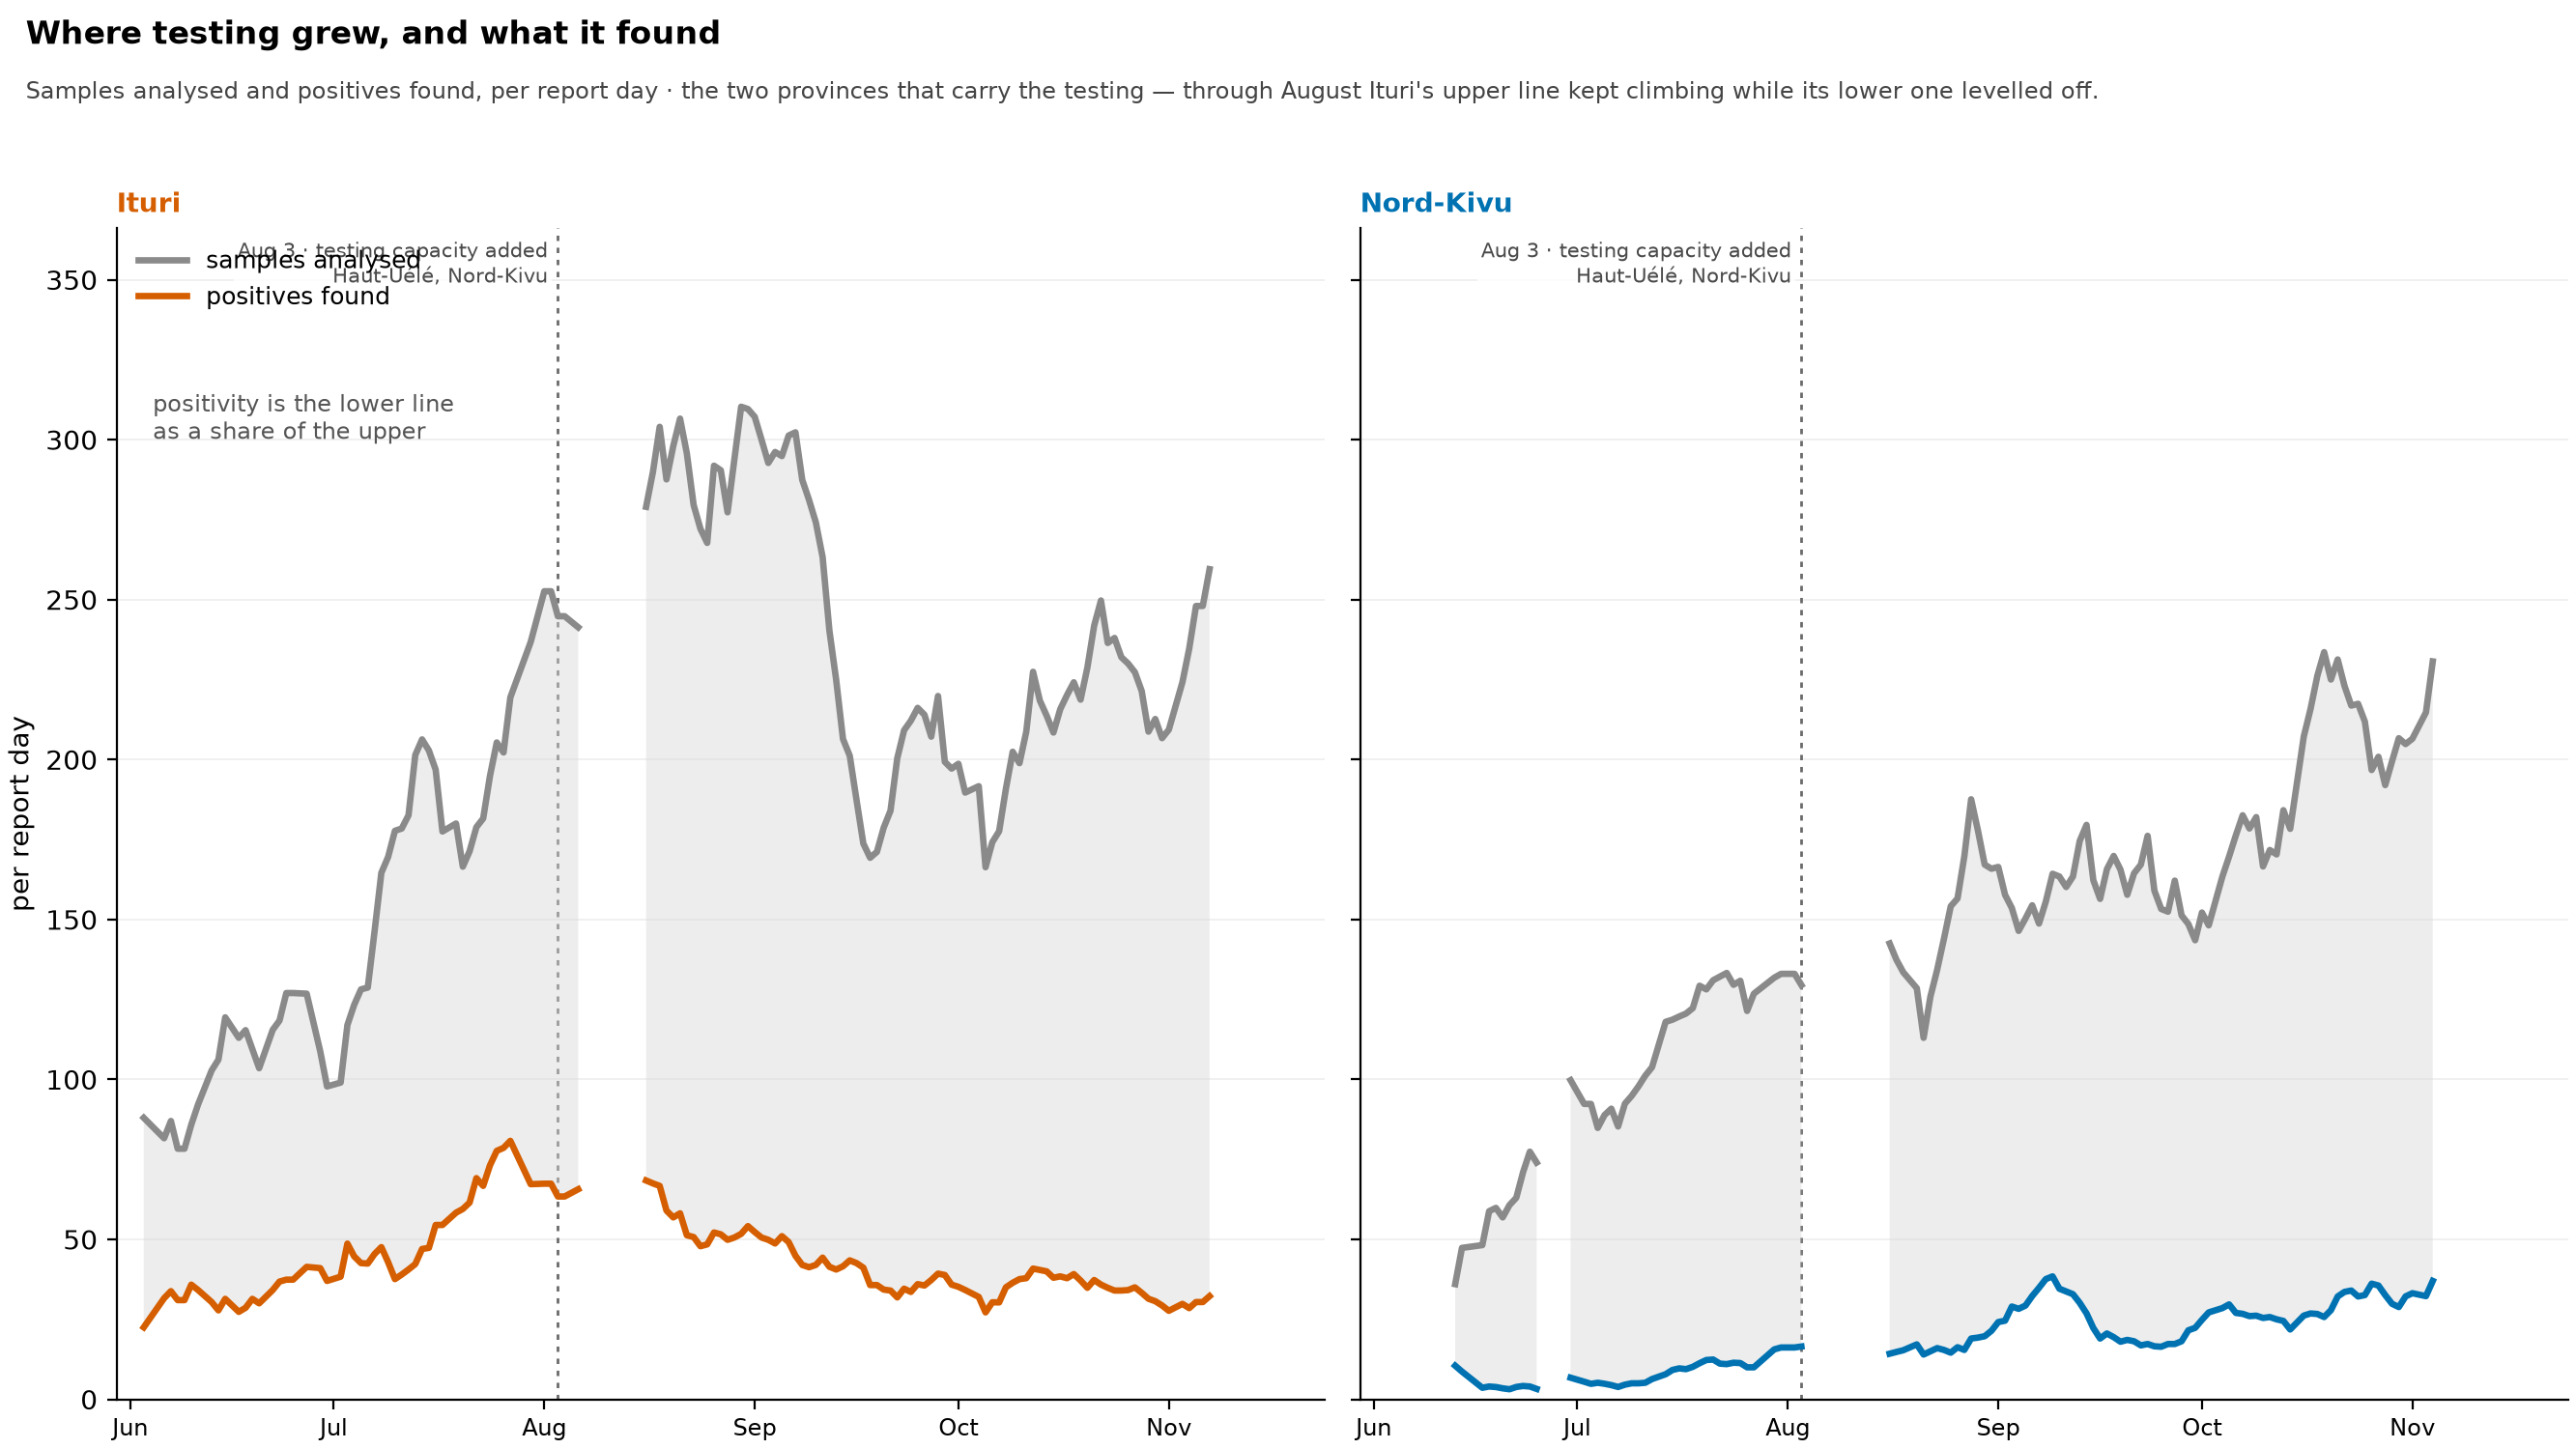 Where testing grew, and what it found
Samples analysed and positives found, per report day · the two provinces that carry the testing — through August Ituri's upper line kept climbing while its lower one levelled off.
Ituri
Aug 3 · testing capacity added
Haut-Uélé, Nord-Kivu
samples analysed
positives found
positivity is the lower line
as a share of the upper
per report day
350
300
250
200
150
100
50
0
Jun
Jul
Aug
Sep
Oct
Nov
Nord-Kivu
Aug 3 · testing capacity added
Haut-Uélé, Nord-Kivu
Jun
Jul
Aug
Sep
Oct
Nov